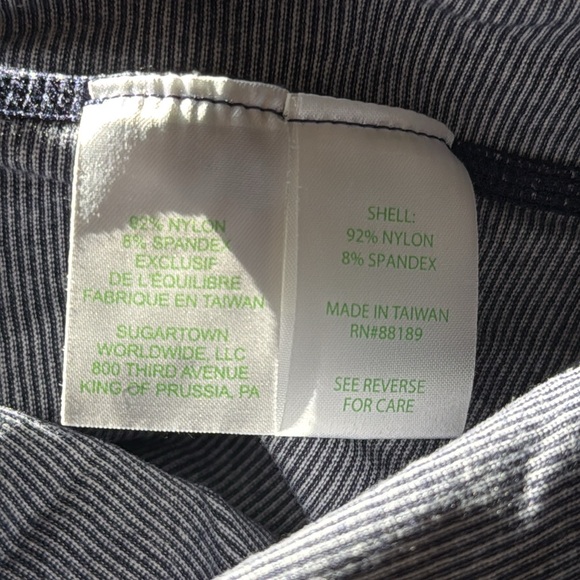 92% NYLON
8% SPANDEX
EXCLUSIF
DE L'ÉQUILIBRE
FABRIQUE EN TAIWAN
SUGARTOWN
WORLDWIDE, LLC
800 THIRD AVENUE
KING OF PRUSSIA, PA
SHELL:
92% NYLON
8% SPANDEX
MADE IN TAIWAN
RN#88189
SEE REVERSE
FOR CARE